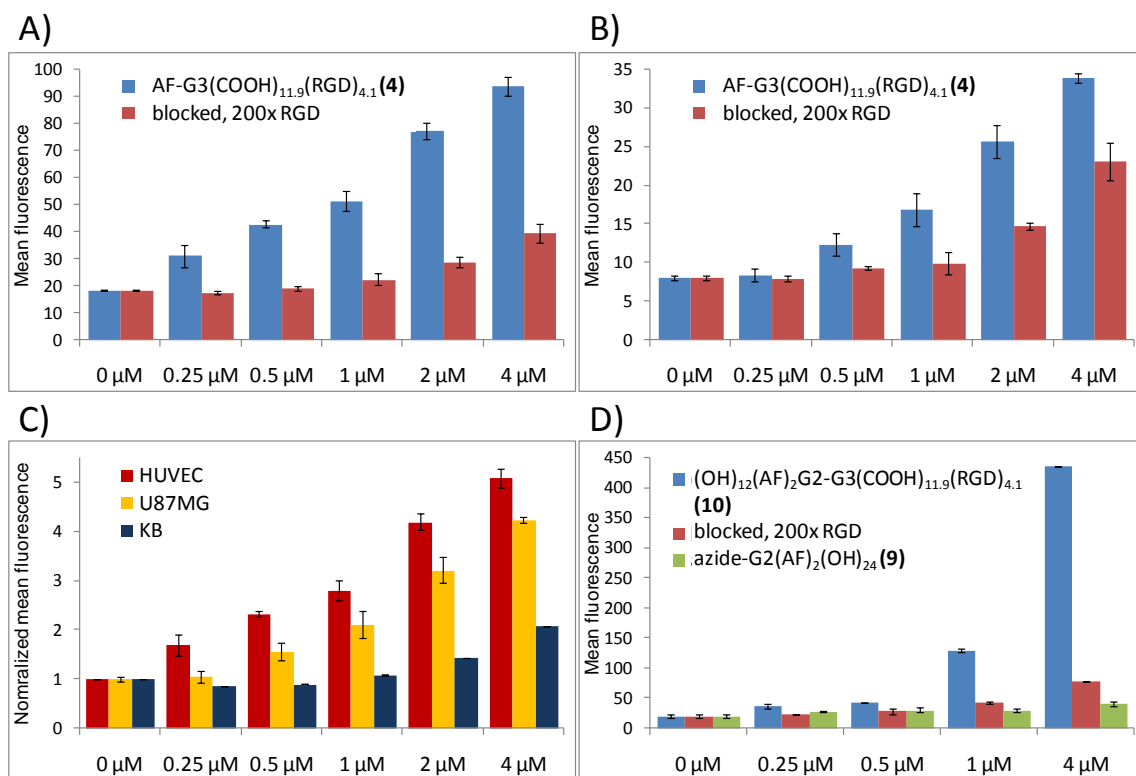 A)
AF-G3(COOH)11.9(RGD)4.1 (4)
blocked, 200x RGD
Mean fluorescence
100
90
80
70
60
50
40
30
20
10
0
0 µM 0.25 µM 0.5 µM 1 µM 2 µM 4 µM
B)
AF-G3(COOH)11.9(RGD)4.1 (4)
blocked, 200x RGD
Mean fluorescence
35
30
25
20
15
10
5
0
0 µM 0.25 µM 0.5 µM 1 µM 2 µM 4 µM
C)
HUVEC
U87MG
KB
Nomralized mean fluorescence
5
4
3
2
1
0
0 µM 0.25 µM 0.5 µM 1 µM 2 µM 4 µM
D)
(OH)12(AF)2G2-G3(COOH)11.9(RGD)4.1
(10)
blocked, 200x RGD
azide-G2(AF)2(OH)24 (9)
Mean fluorescence
450
400
350
300
250
200
150
100
50
0
0 µM 0.25 µM 0.5 µM 1 µM 4 µM